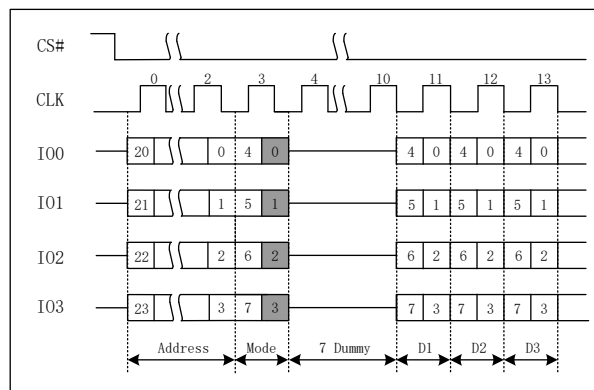 CS#
0 2 3 4 10 11 12 13
CLK
IO0 20 0 4 0 4 0 4 0 4 0
IO1 21 1 5 1 5 1 5 1 5 1
IO2 22 2 6 2 6 2 6 2 6 2
IO3 23 3 7 3 7 3 7 3 7 3
Address Mode 7 Dummy D1 D2 D3